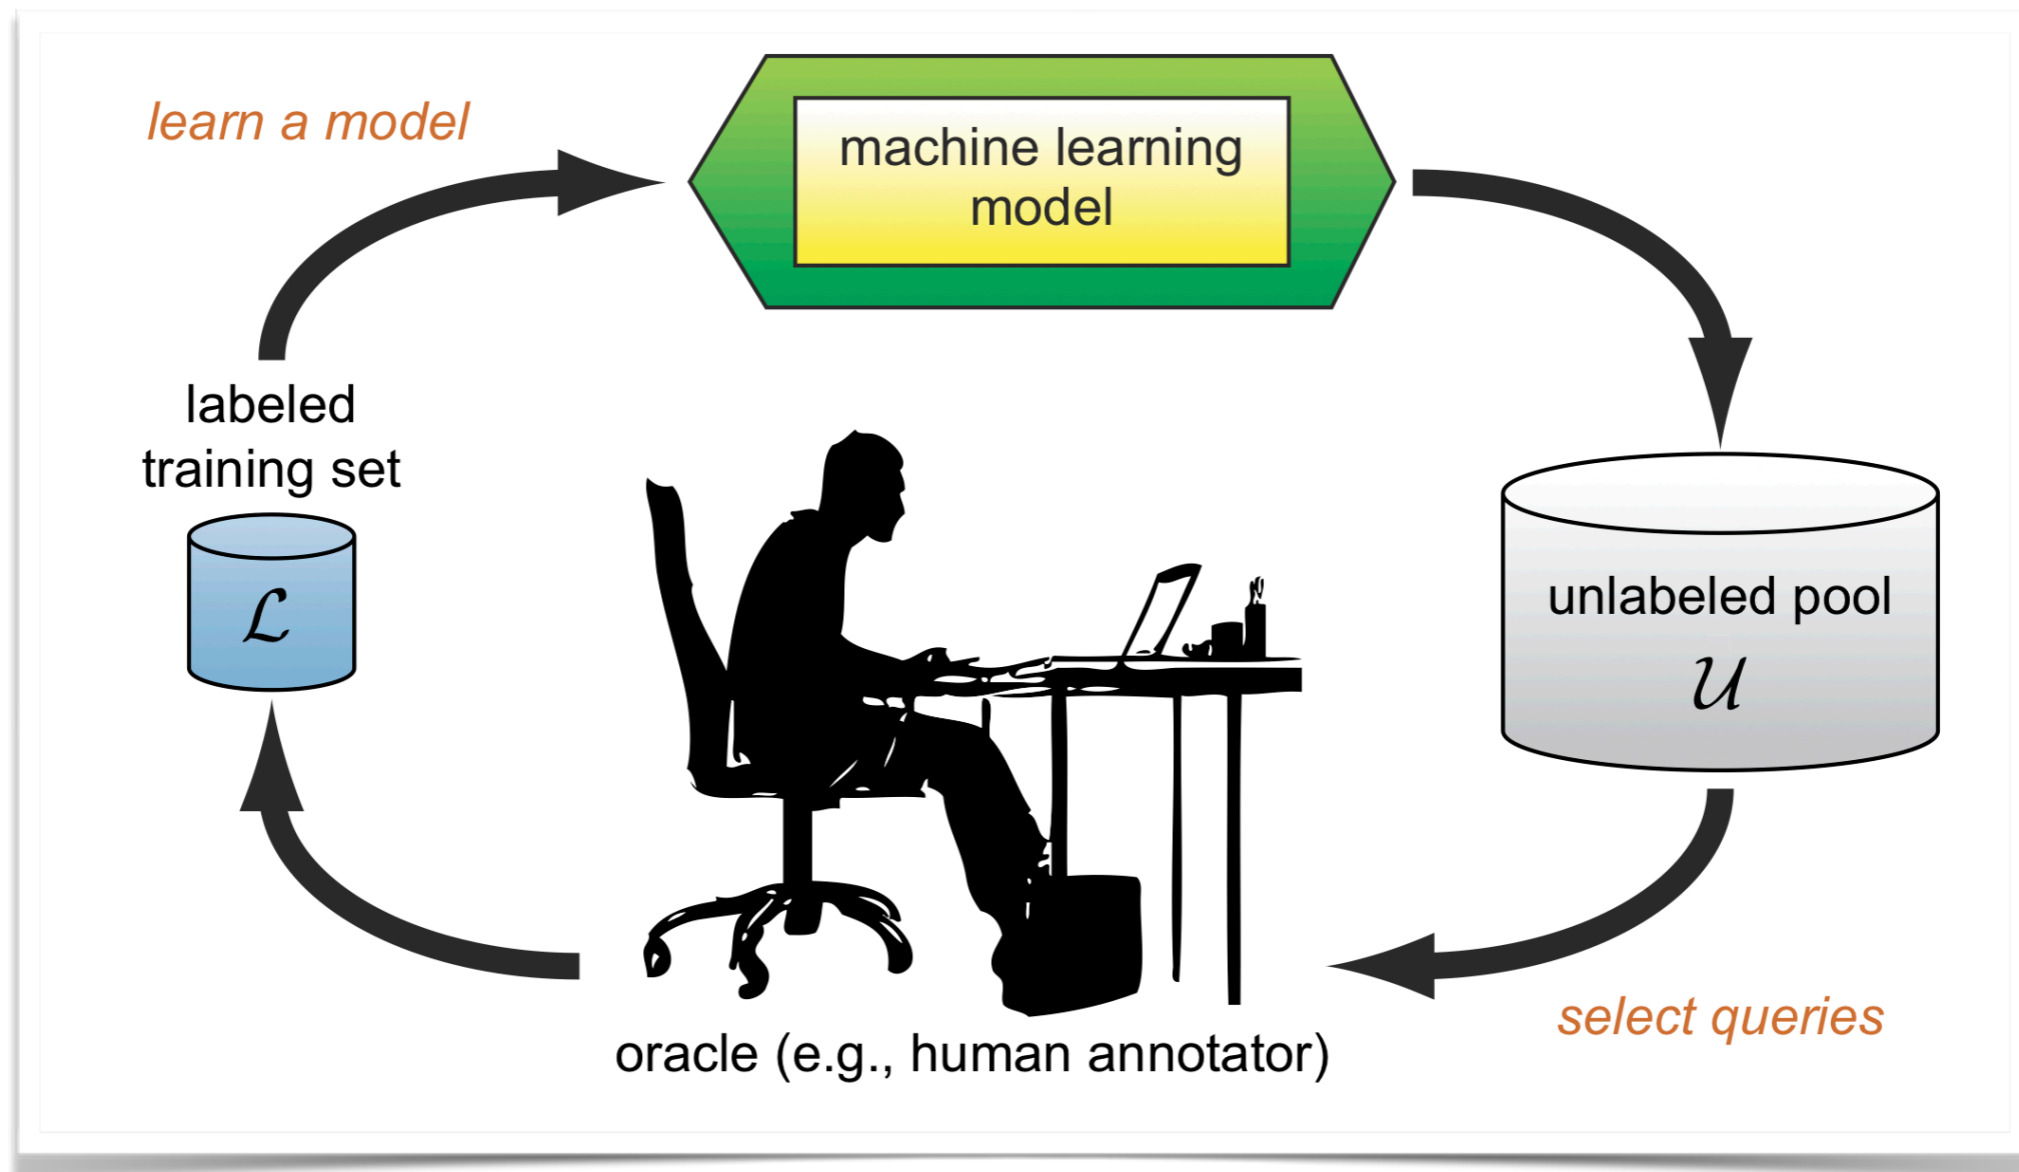 learn a model
machine learning
model
labeled
training set
ℒ
unlabeled pool
𝒰
select queries
oracle (e.g., human annotator)